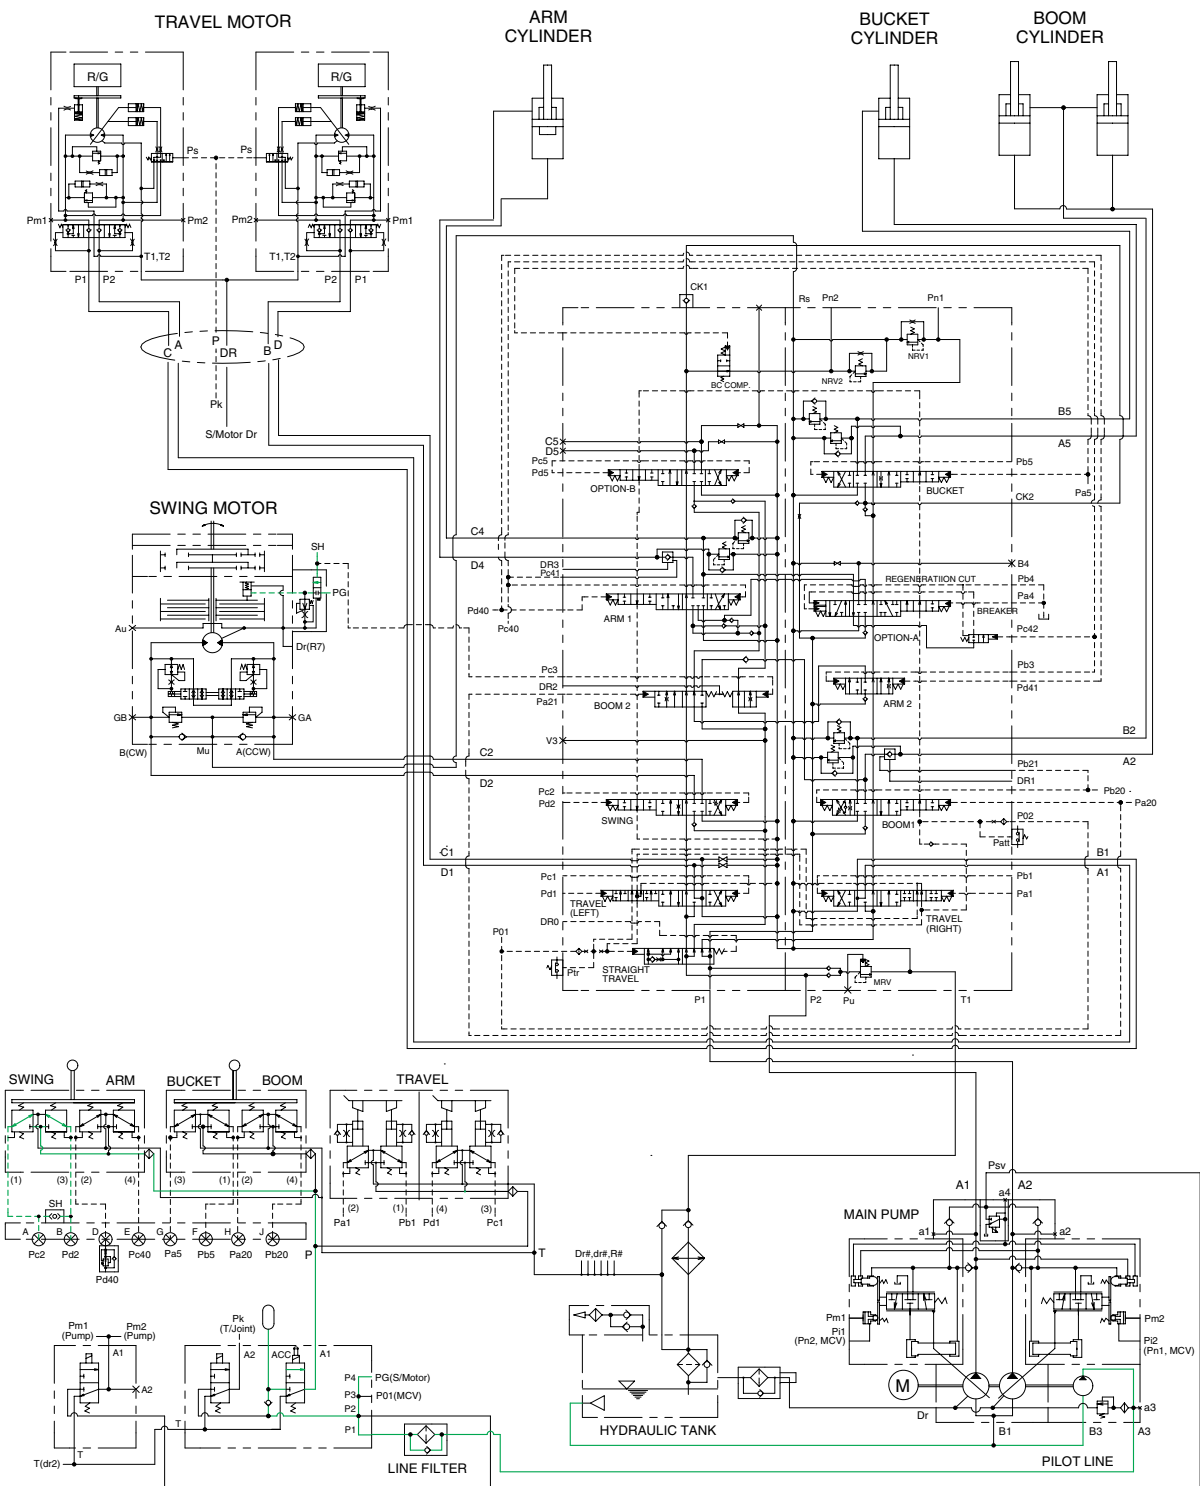 TRAVEL MOTOR
ARM
CYLINDER
BUCKET
CYLINDER
BOOM
CYLINDER
R/G
R/G
Ps
Ps
Pm1
Pm2
Pm2
Pm1
T1,T2
T1,T2
P1
P2
P2
P1
C
A
P
DR
B
D
Pk
S/Motor Dr
CK1
Rs
Pn2
Pn1
NRV1
NRV2
BC COMP.
B5
A5
C5
D5
Pc5
Pd5
OPTION-B
Pb5
BUCKET
Pa5
CK2
SWING MOTOR
SH
PG
Au
Dr(R7)
GB
GA
B(CW)
Mu
A(CCW)
C4
D4
DR3
Pc41
Pd40
ARM 1
Pc40
B4
REGENERATIION CUT
Pb4
Pa4
BREAKER
OPTION-A
Pc42
Pc3
DR2
Pa21
BOOM 2
Pb3
Pd41
ARM 2
V3
B2
A2
C2
D2
Pb21
DR1
Pc2
Pd2
SWING
Pb20
Pa20
BOOM1
P02
Patt
C1
D1
B1
A1
Pc1
Pd1
TRAVEL
(LEFT)
Pb1
Pa1
TRAVEL
(RIGHT)
DR0
P01
Ptr
STRAIGHT
TRAVEL
MRV
P1
P2
Pu
T1
SWING
ARM
BUCKET
BOOM
TRAVEL
(1)
(3)
(2)
(4)
(3)
(1)
(2)
(4)
(2)
(1)
(4)
(3)
Pa1
Pb1
Pd1
Pc1
SH
A
B
D
E
G
F
H
J
Pc2
Pd2
Pc40
Pa5
Pb5
Pa20
Pb20
Pd40
P
T
Dr#,dr#,R#
Psv
A1
A2
a4
MAIN PUMP
a1
a2
Pm1
Pi1
(Pn2, MCV)
Pm2
Pi2
(Pn1, MCV)
M
Dr
a3
B1
B3
A3
PILOT LINE
HYDRAULIC TANK
Pm1
(Pump)
Pm2
(Pump)
A1
A2
T
T(dr2)
Pk
(T/Joint)
A2
ACC
A1
T
P4
PG(S/Motor)
P3
P01(MCV)
P2
P1
LINE FILTER